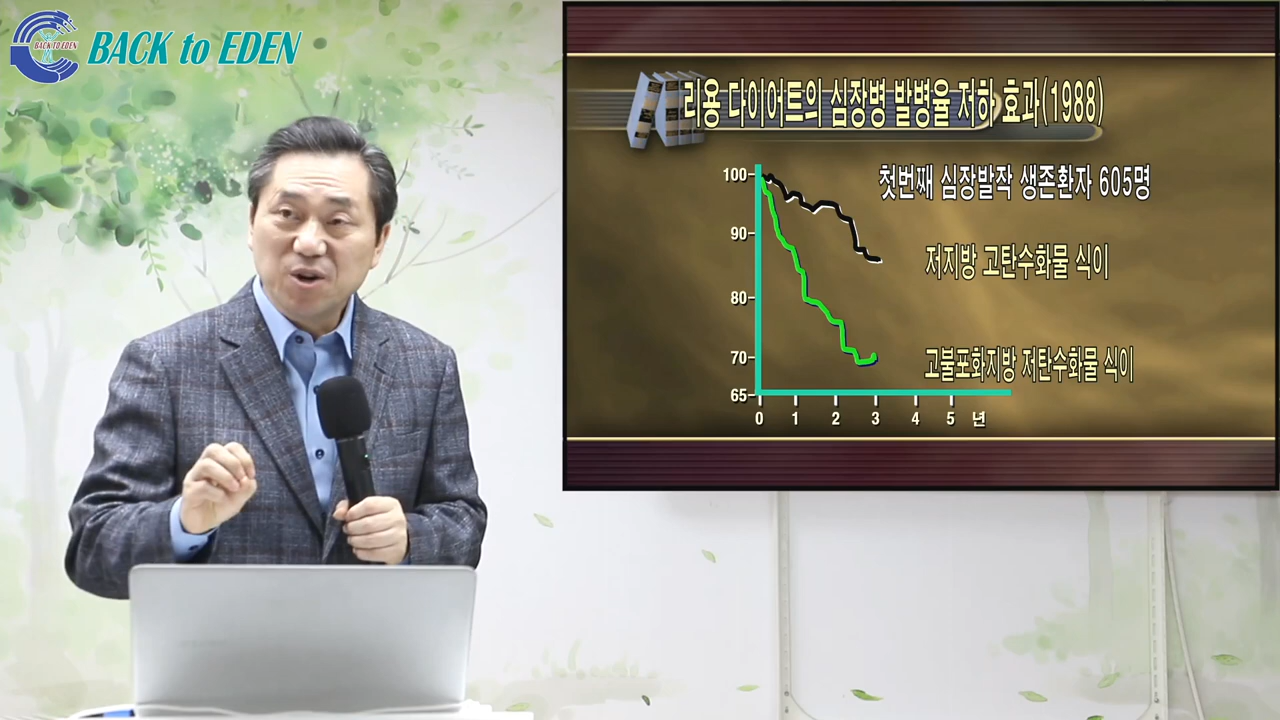 BACK TO EDEN
BACK to EDEN
리용 다이어트의 심장병 발병율 저하 효과(1988)
첫번째 심장발작 생존환자 605명
저지방 고탄수화물 식이
고불포화지방 저탄수화물 식이
100
90
80
70
65
0 1 2 3 4 5 년